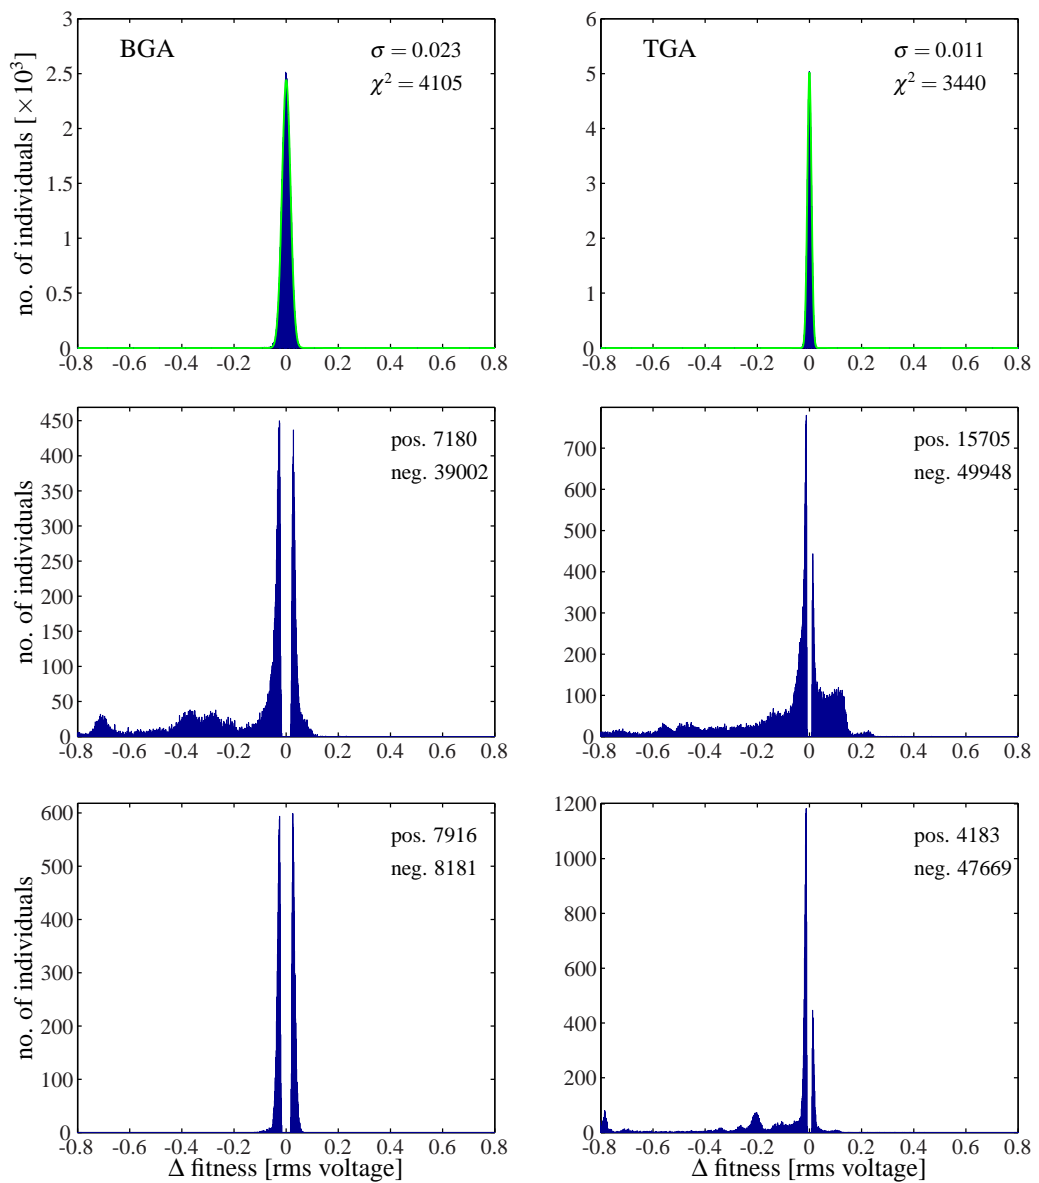 BGA
σ = 0.023
χ² = 4105
no. of individuals [×10³]
3
2.5
2
1.5
1
0.5
0
-0.8 -0.6 -0.4 -0.2 0 0.2 0.4 0.6 0.8
TGA
σ = 0.011
χ² = 3440
6
5
4
3
2
1
0
-0.8 -0.6 -0.4 -0.2 0 0.2 0.4 0.6 0.8
pos. 7180
neg. 39002
no. of individuals
450
400
350
300
250
200
150
100
50
0
-0.8 -0.6 -0.4 -0.2 0 0.2 0.4 0.6 0.8
pos. 15705
neg. 49948
700
600
500
400
300
200
100
0
-0.8 -0.6 -0.4 -0.2 0 0.2 0.4 0.6 0.8
pos. 7916
neg. 8181
no. of individuals
600
500
400
300
200
100
0
-0.8 -0.6 -0.4 -0.2 0 0.2 0.4 0.6 0.8
Δ fitness [rms voltage]
pos. 4183
neg. 47669
1200
1000
800
600
400
200
0
-0.8 -0.6 -0.4 -0.2 0 0.2 0.4 0.6 0.8
Δ fitness [rms voltage]